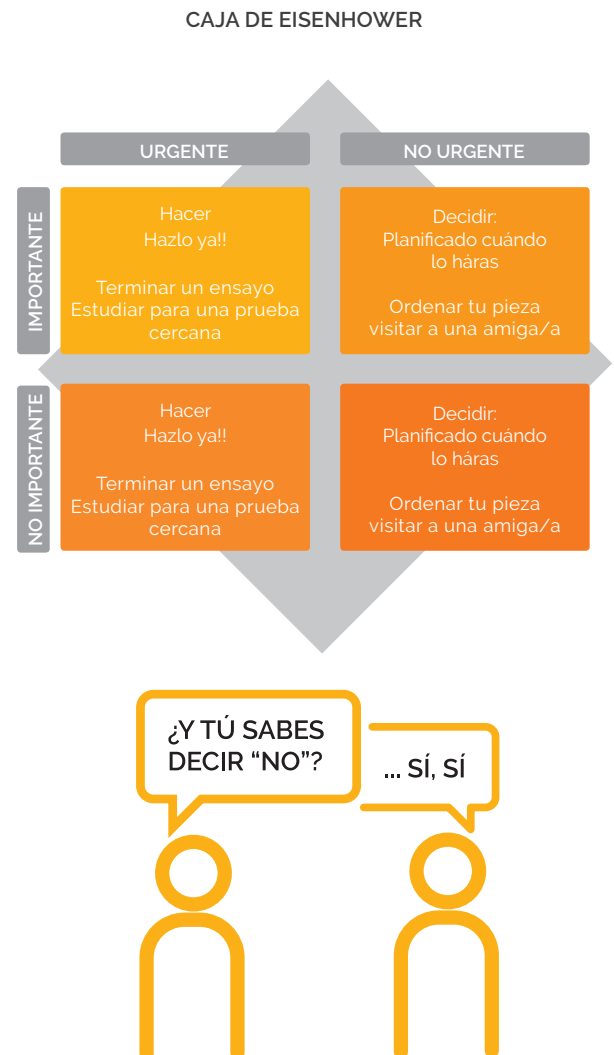 CAJA DE EISENHOWER
URGENTE
NO URGENTE
IMPORTANTE
Hacer
Hazlo ya!!
Terminar un ensayo
Estudiar para una prueba
cercana
Decidir:
Planificado cuándo
lo háras
Ordenar tu pieza
visitar a una amiga/a
NO IMPORTANTE
Hacer
Hazlo ya!!
Terminar un ensayo
Estudiar para una prueba
cercana
Decidir:
Planificado cuándo
lo háras
Ordenar tu pieza
visitar a una amiga/a
¿Y TÚ SABES
DECIR “NO”?
... SÍ, SÍ